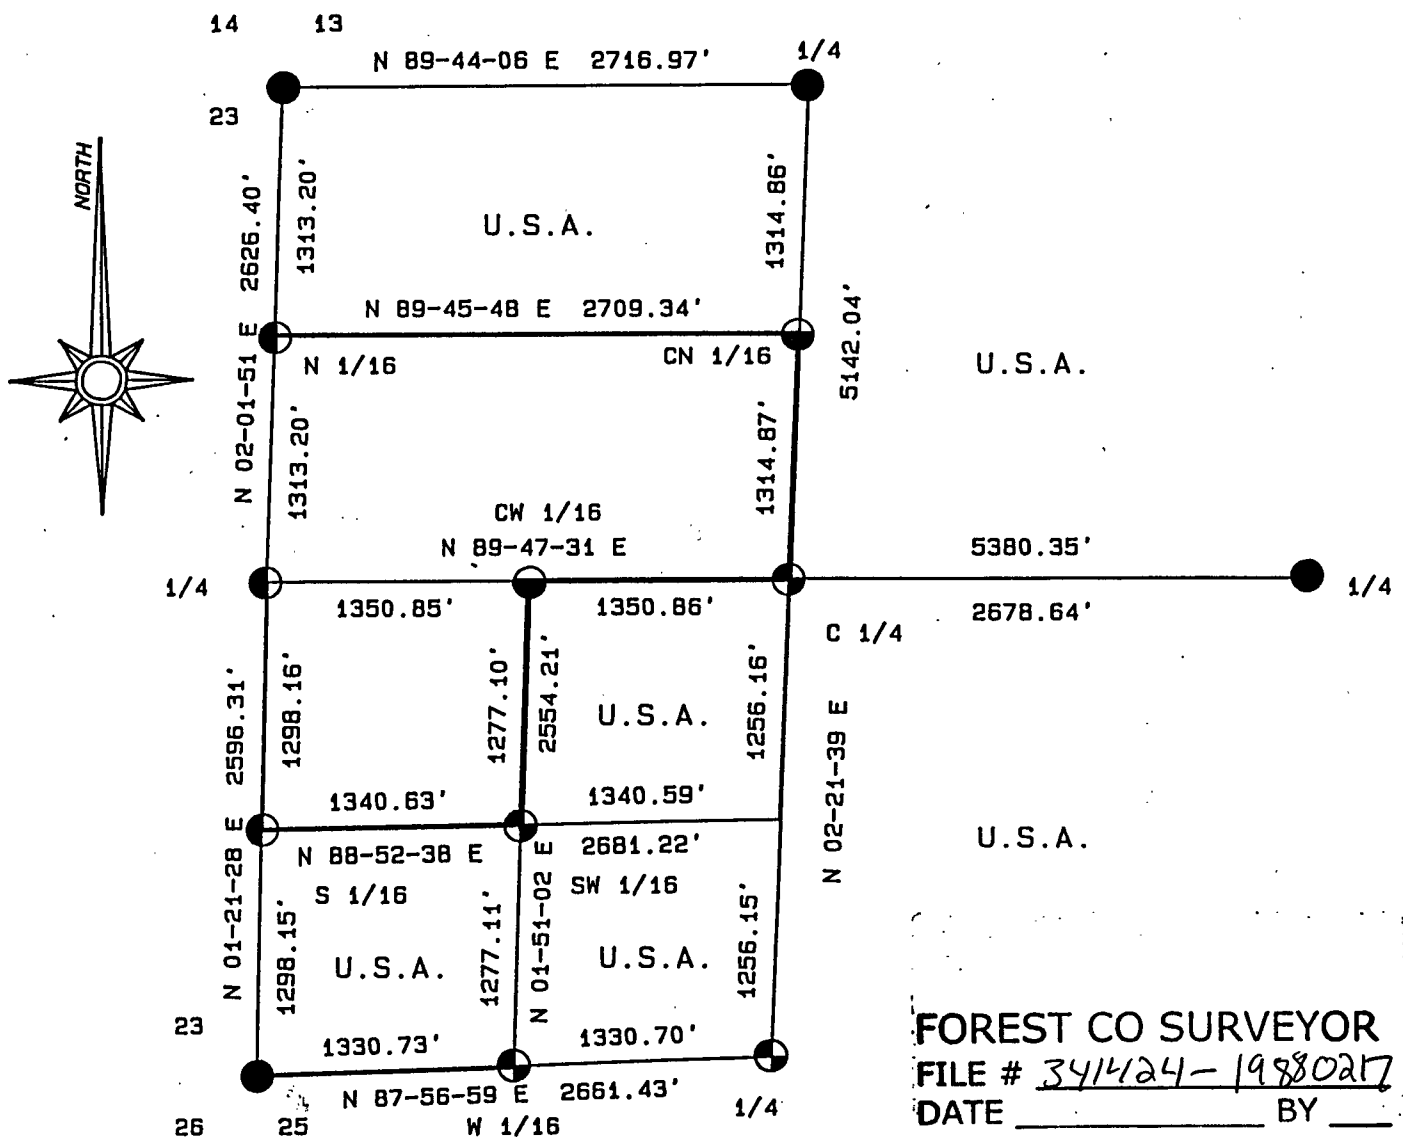 14 13
N 89-44-06 E 2716.97'
1/4
23
NORTH
N 02-01-51 E 2626.40'
1313.20'
1314.86'
U.S.A.
N 89-45-48 E 2709.34'
N 1/16
CN 1/16
5142.04'
U.S.A.
1313.20'
1314.87'
CW 1/16
N 89-47-31 E
5380.35'
1/4
1350.85'
1350.86'
2678.64'
1/4
C 1/4
N 01-21-28 E 2596.31'
1298.16'
1277.10'
2554.21'
U.S.A.
1256.16'
N 02-21-39 E
1340.63'
1340.59'
N 88-52-38 E
2681.22'
U.S.A.
S 1/16
SW 1/16
1298.15'
U.S.A.
1277.11'
N 01-51-02 E
U.S.A.
1256.15'
23
1330.73'
1330.70'
N 87-56-59 E 2661.43'
1/4
26 25
W 1/16
FOREST CO SURVEYOR
FILE # 341424-19880217
DATE BY